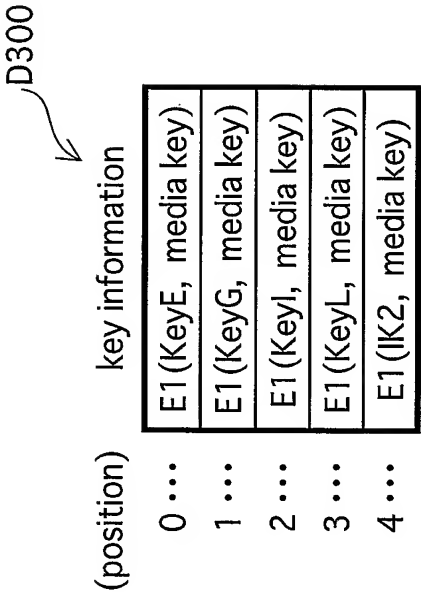 D300
(position) key information
0 ··· E1(KeyE, media key)
1 ··· E1(KeyG, media key)
2 ··· E1(KeyI, media key)
3 ··· E1(KeyL, media key)
4 ··· E1(IK2, media key)